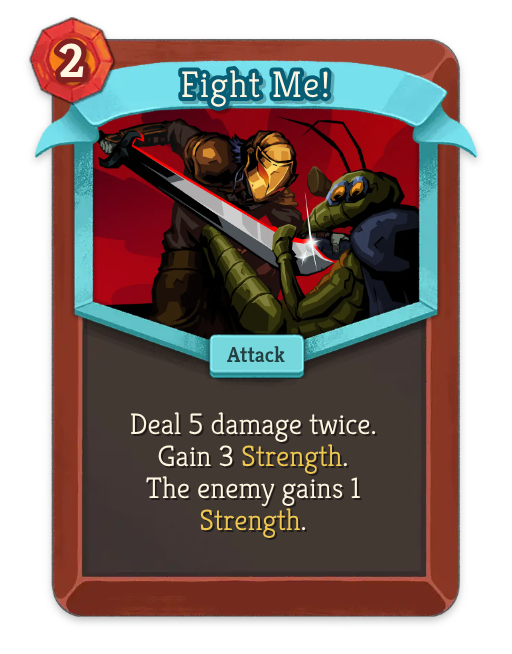 2
Fight Me!
Attack
Deal 5 damage twice.
Gain 3 Strength.
The enemy gains 1
Strength.